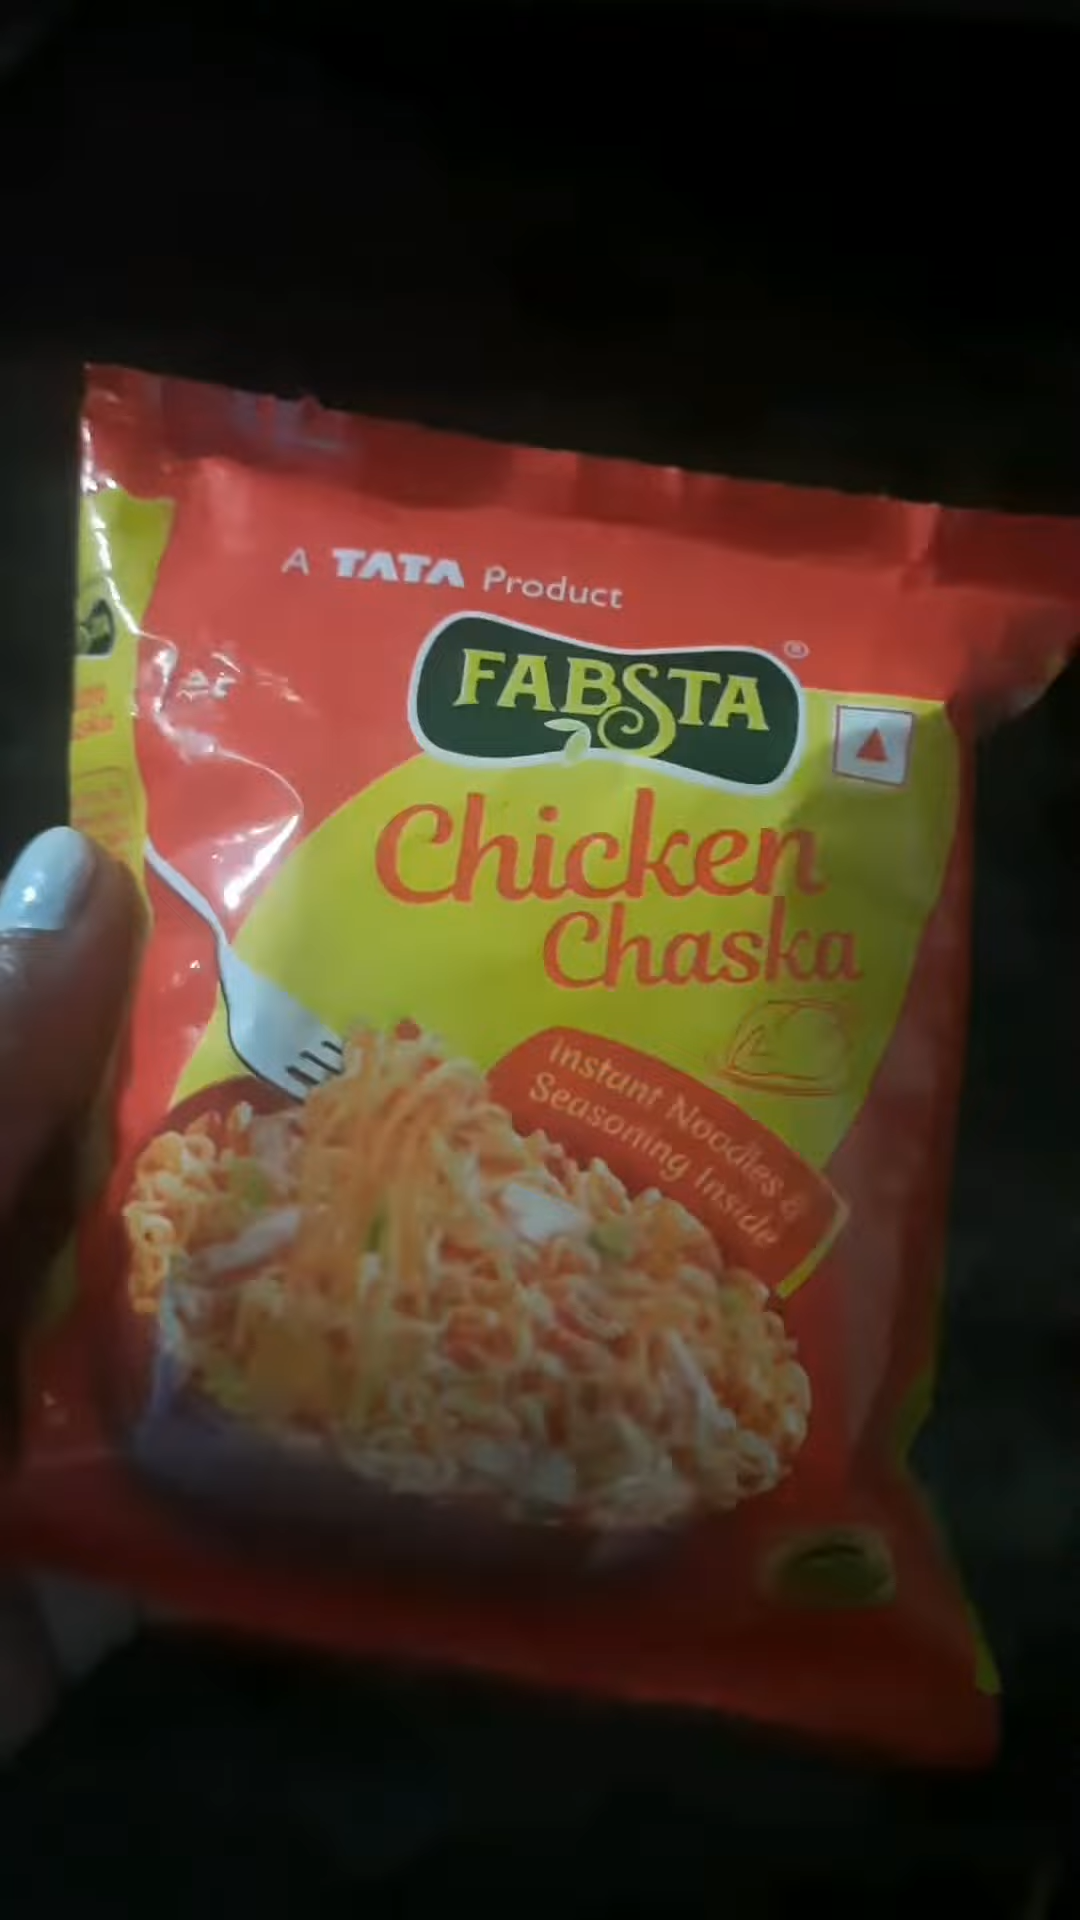 A TATA Product
FABSTA
®
Chicken
Chaska
Instant Noodles &
Seasoning Inside